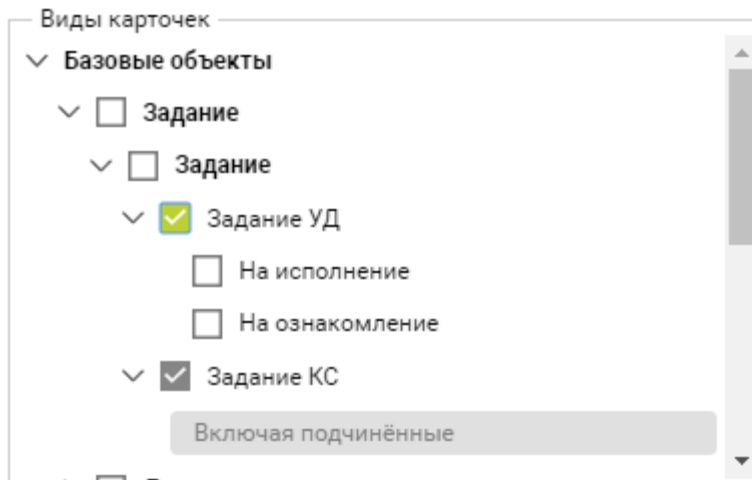 Виды карточек
Базовые объекты
Задание
Задание
Задание УД
На исполнение
На ознакомление
Задание КС
Включая подчинённые